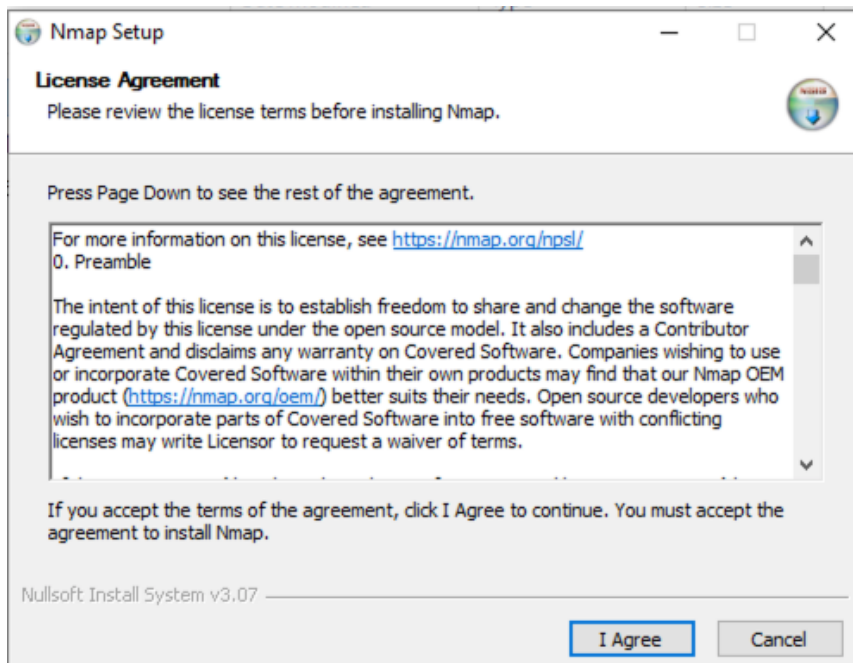 Nmap Setup
License Agreement
Please review the license terms before installing Nmap.
Press Page Down to see the rest of the agreement.
For more information on this license, see https://nmap.org/npsl/
0. Preamble
The intent of this license is to establish freedom to share and change the software
regulated by this license under the open source model. It also includes a Contributor
Agreement and disclaims any warranty on Covered Software. Companies wishing to use
or incorporate Covered Software within their own products may find that our Nmap OEM
product (https://nmap.org/oem/) better suits their needs. Open source developers who
wish to incorporate parts of Covered Software into free software with conflicting
licenses may write Licensor to request a waiver of terms.
If you accept the terms of the agreement, click I Agree to continue. You must accept the
agreement to install Nmap.
Nullsoft Install System v3.07
I Agree
Cancel